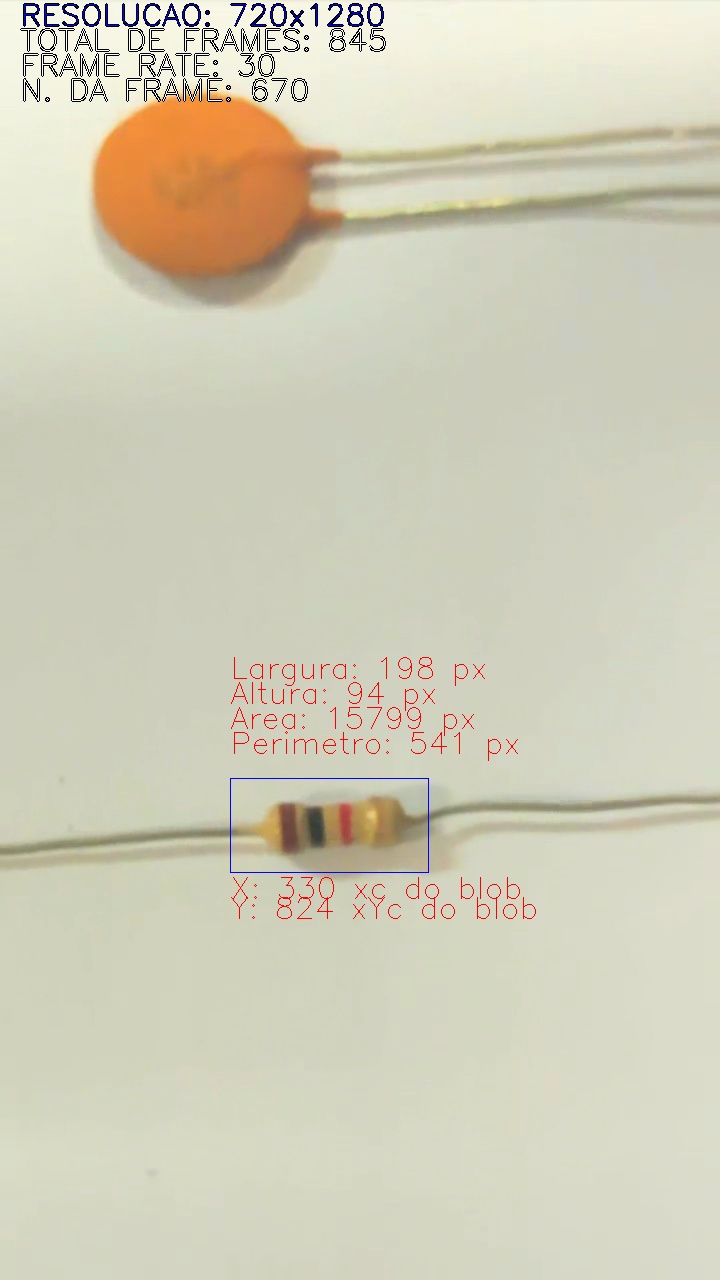 RESOLUCAO: 720x1280
TOTAL DE FRAMES: 845
FRAME RATE: 30
N. DA FRAME: 670
Largura: 198 px
Altura: 94 px
Area: 15799 px
Perimetro: 541 px
X: 330 xc do blob
Y: 824 xYc do blob